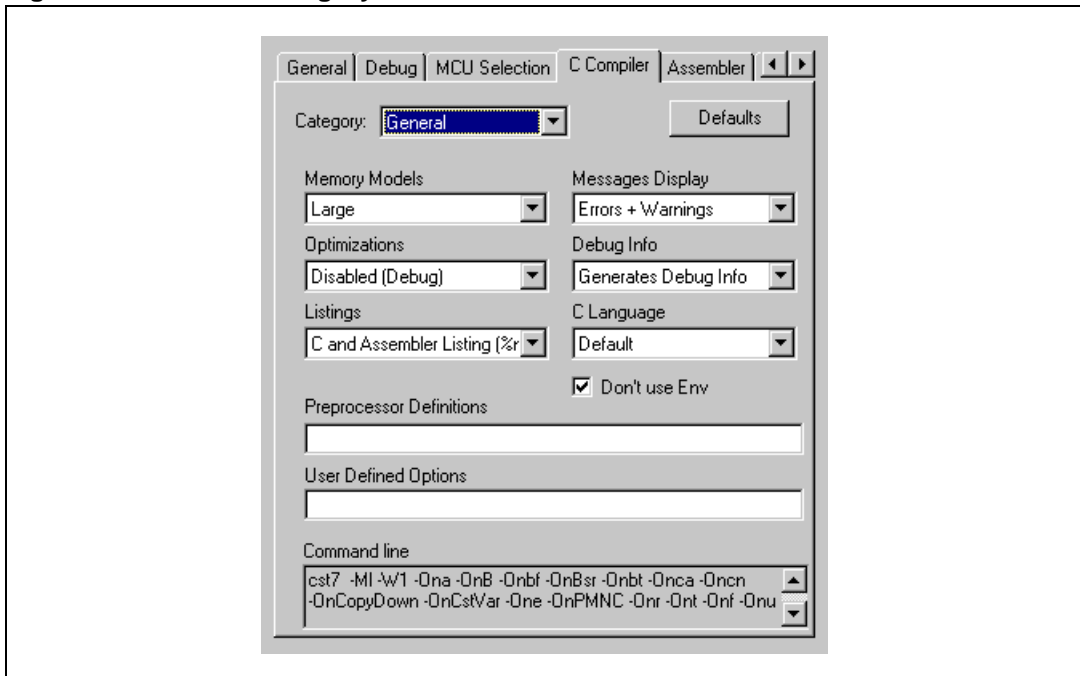 General Debug MCU Selection C Compiler Assembler
Category: General Defaults
Memory Models Messages Display
Large Errors + Warnings
Optimizations Debug Info
Disabled (Debug) Generates Debug Info
Listings C Language
C and Assembler Listing (%r Default
Don't use Env
Preprocessor Definitions
User Defined Options
Command line
cst7 -Ml -W1 -Ona -OnB -Onbf -OnBsr -Onbt -Onca -Oncn
-OnCopyDown -OnCstVar -One -OnPMNC -Onr -Ont -Onf -Onu